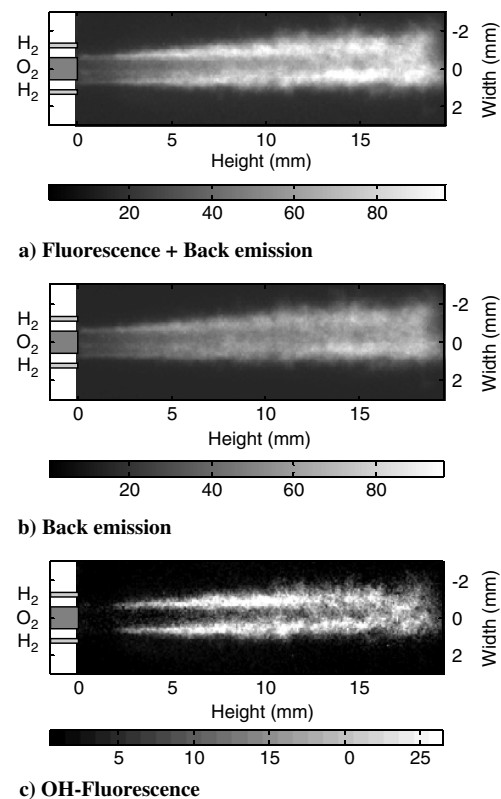 H2
O2
H2
-2
0
2
Width (mm)
0 5 10 15
Height (mm)
20 40 60 80
a) Fluorescence + Back emission
H2
O2
H2
-2
0
2
Width (mm)
0 5 10 15
Height (mm)
20 40 60 80
b) Back emission
H2
O2
H2
-2
0
2
Width (mm)
0 5 10 15
Height (mm)
5 10 15 0 25
c) OH-Fluorescence